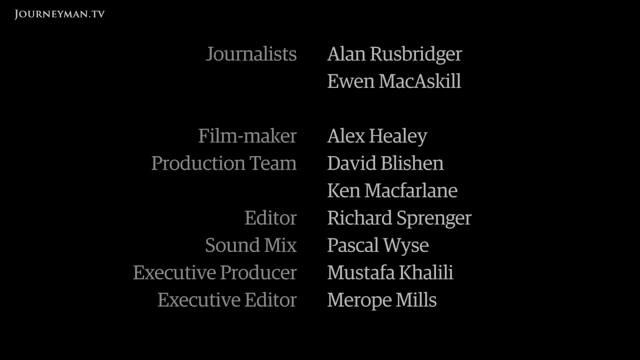 JOURNEYMAN.TV
Journalists Alan Rusbridger
Ewen MacAskill
Film-maker Alex Healey
Production Team David Blishen
Ken Macfarlane
Editor Richard Sprenger
Sound Mix Pascal Wyse
Executive Producer Mustafa Khalili
Executive Editor Merope Mills